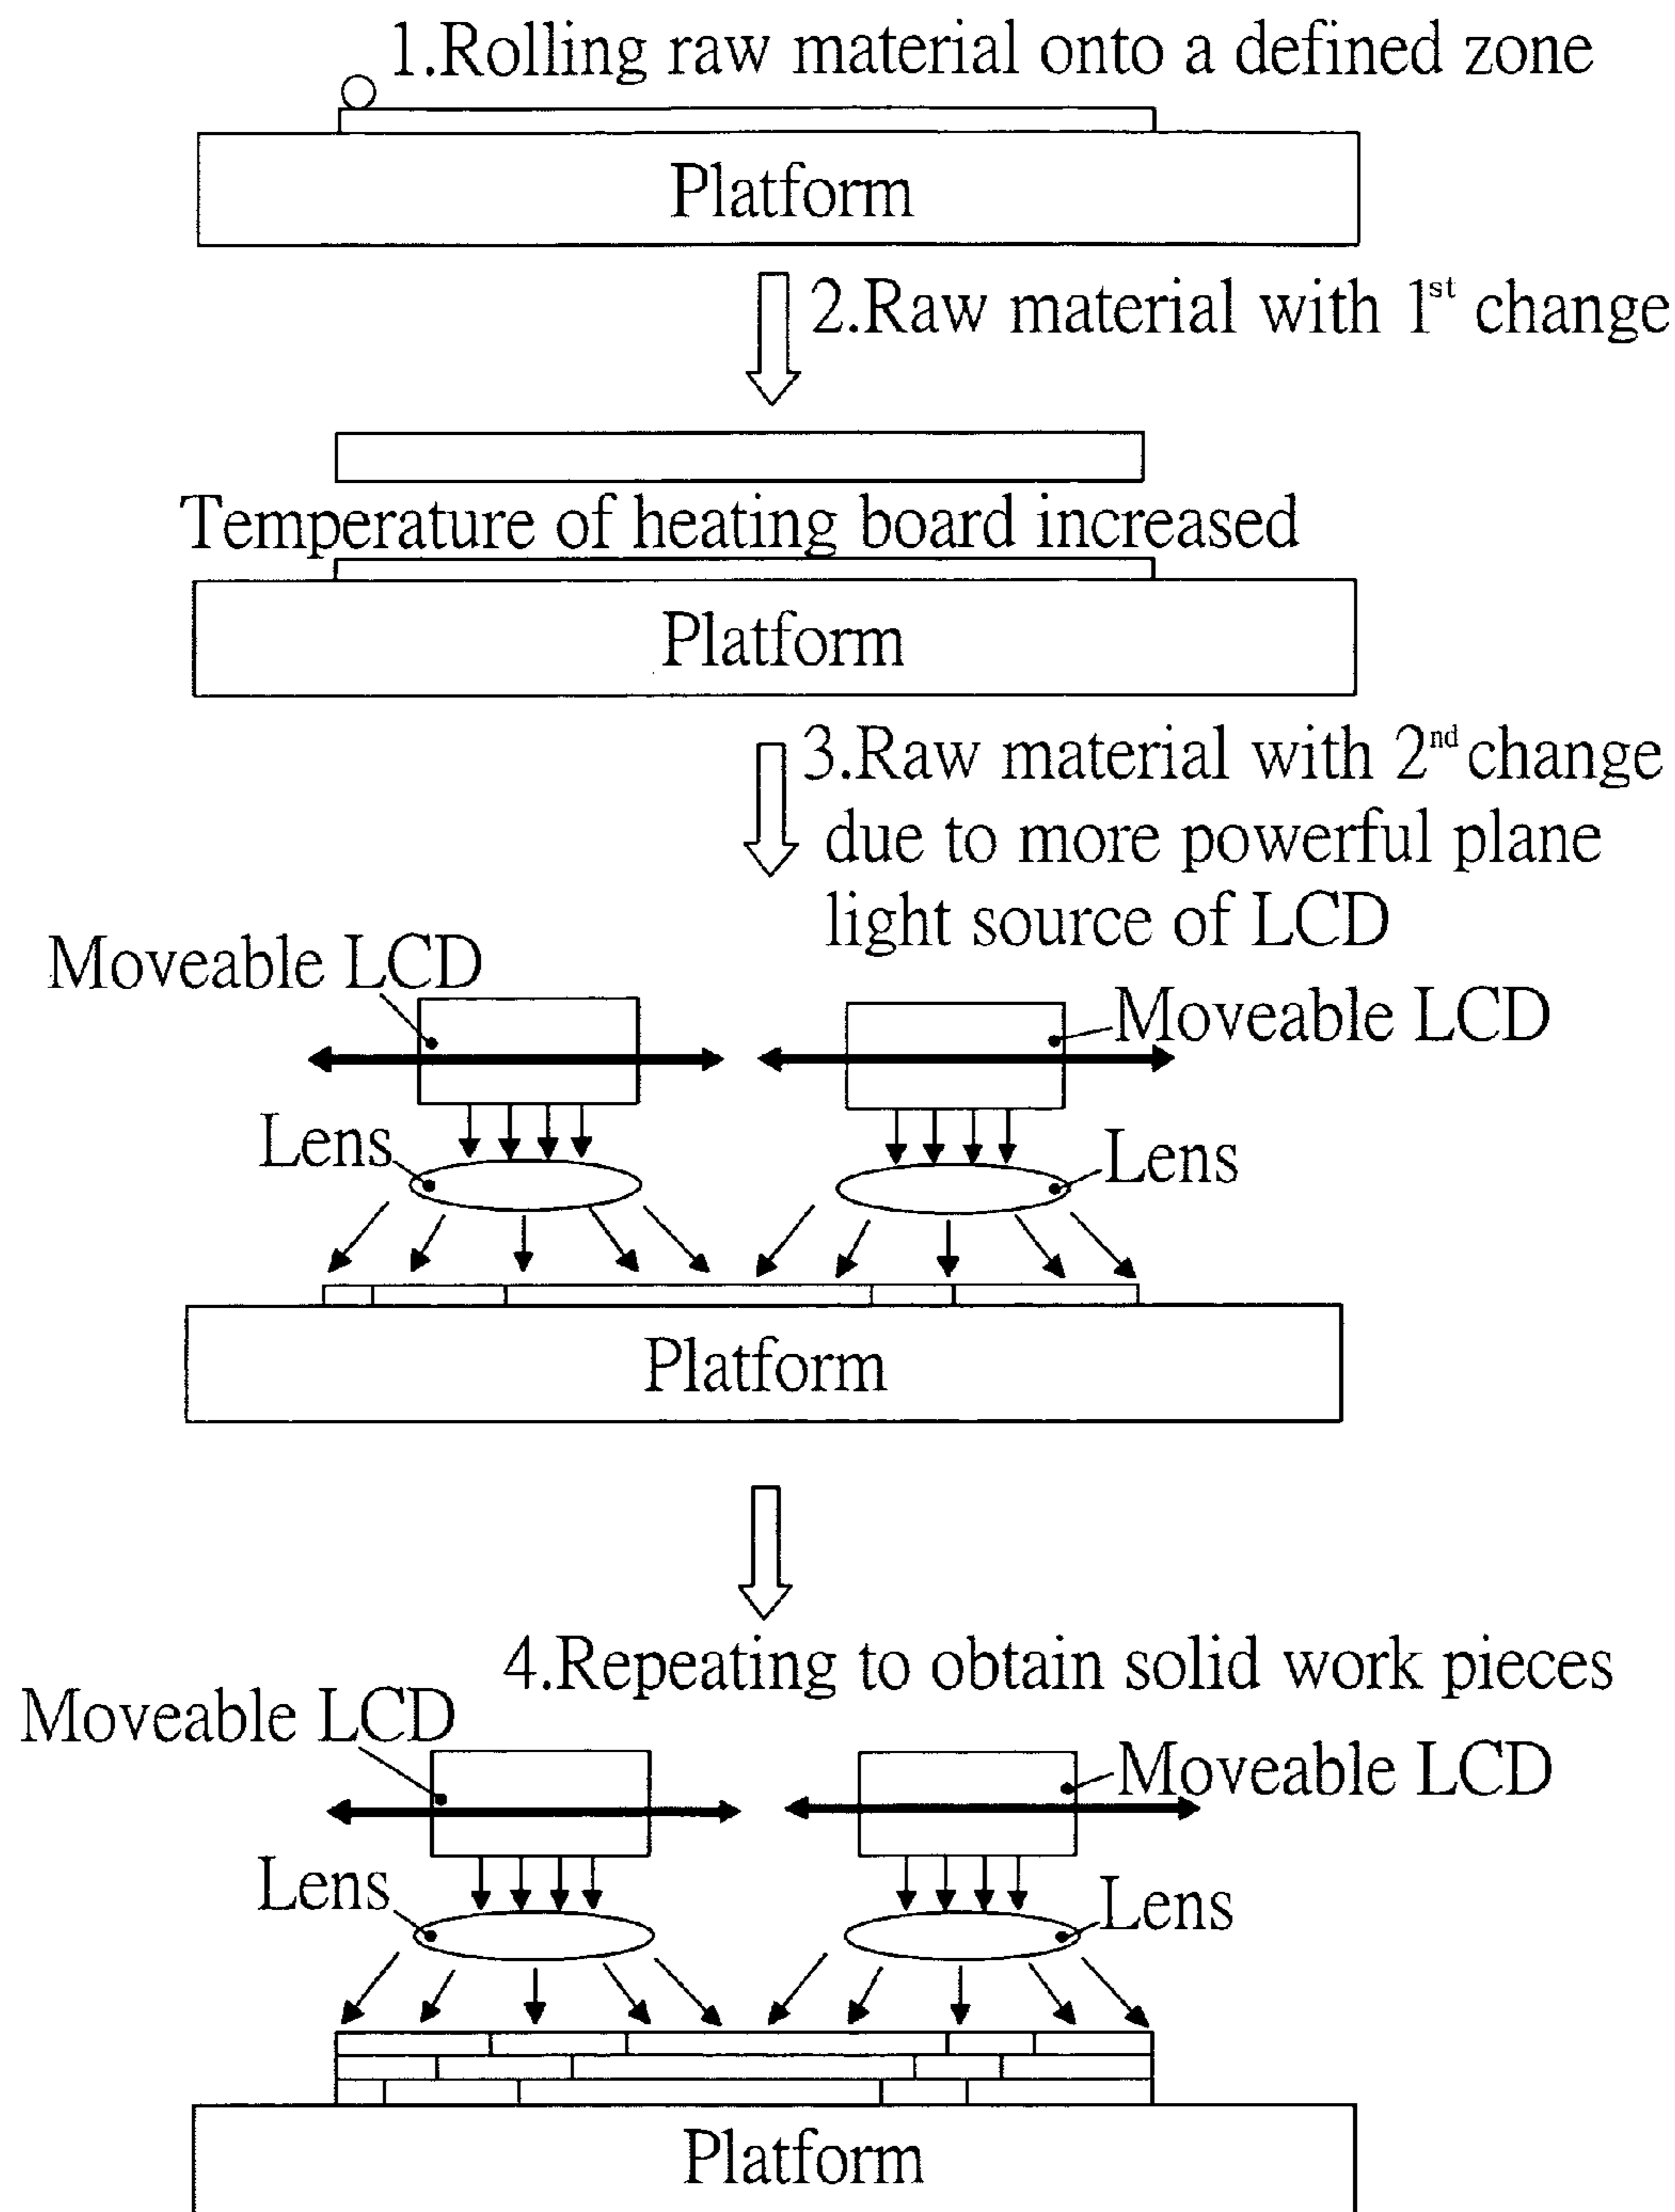 1.Rolling raw material onto a defined zone
Platform
2.Raw material with 1st change
Temperature of heating board increased
Platform
3.Raw material with 2nd change
due to more powerful plane
light source of LCD
Moveable LCD
Moveable LCD
Lens
Lens
Platform
4.Repeating to obtain solid work pieces
Moveable LCD
Moveable LCD
Lens
Lens
Platform